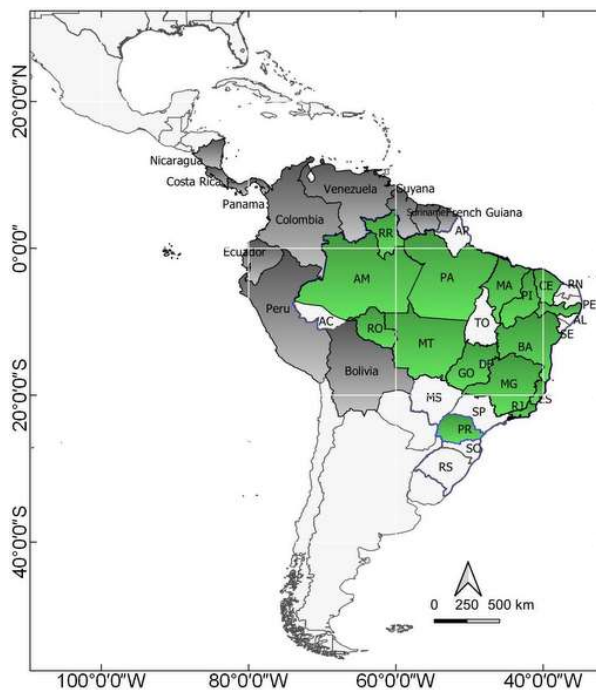 20°0'0"N
0°0'0"
20°0'0"S
40°0'0"S
Nicaragua
Costa Rica
Panama
Venezuela
Guyana
Suriname
French Guiana
Colombia
Ecuador
Peru
Bolivia
RR
AP
AM
PA
MA
CE
RN
PI
PE
AC
RO
TO
AL
SE
MT
BA
GO
DF
MG
MS
ES
SP
RJ
PR
SC
RS
0 250 500 km
100°0'0"W
80°0'0"W
60°0'0"W
40°0'0"W